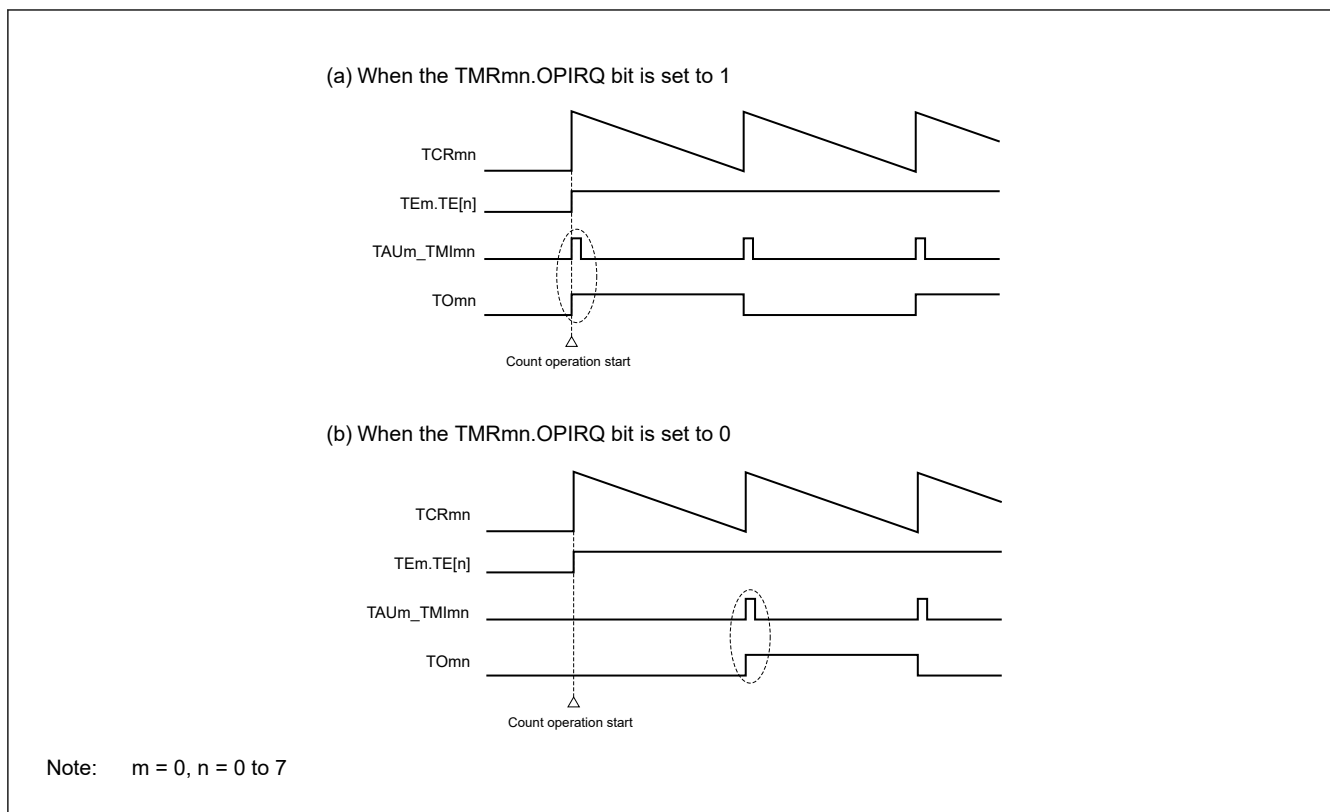 (a) When the TMRmn.OPIRQ bit is set to 1
TCRmn
TEm.TE[n]
TAUm_TMImn
TOmn
Count operation start
(b) When the TMRmn.OPIRQ bit is set to 0
TCRmn
TEm.TE[n]
TAUm_TMImn
TOmn
Count operation start
Note: m = 0, n = 0 to 7